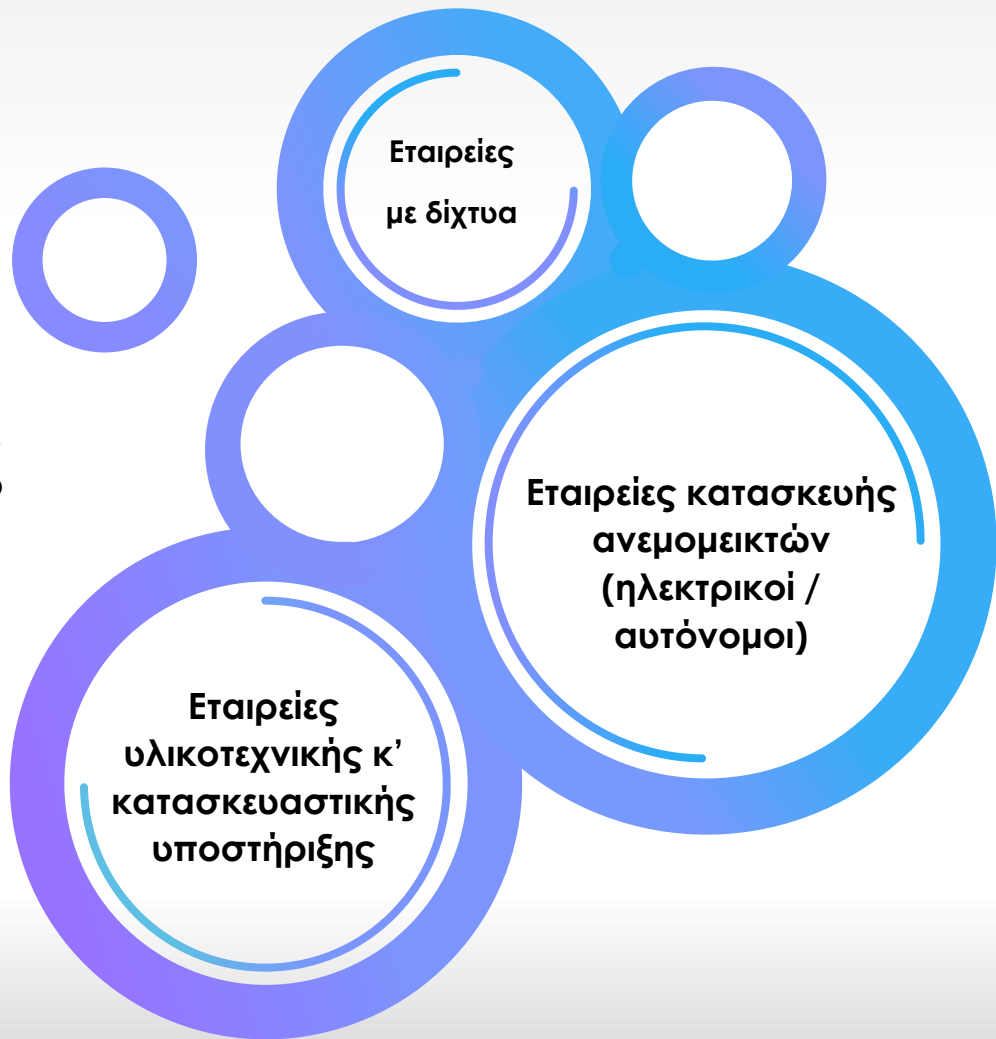 Εταιρείες
με δίχτυα
Εταιρείες κατασκευής
ανεμομεικτών
(ηλεκτρικοί /
αυτόνομοι)
Εταιρείες
υλικοτεχνικής κ’
κατασκευαστικής
υποστήριξης